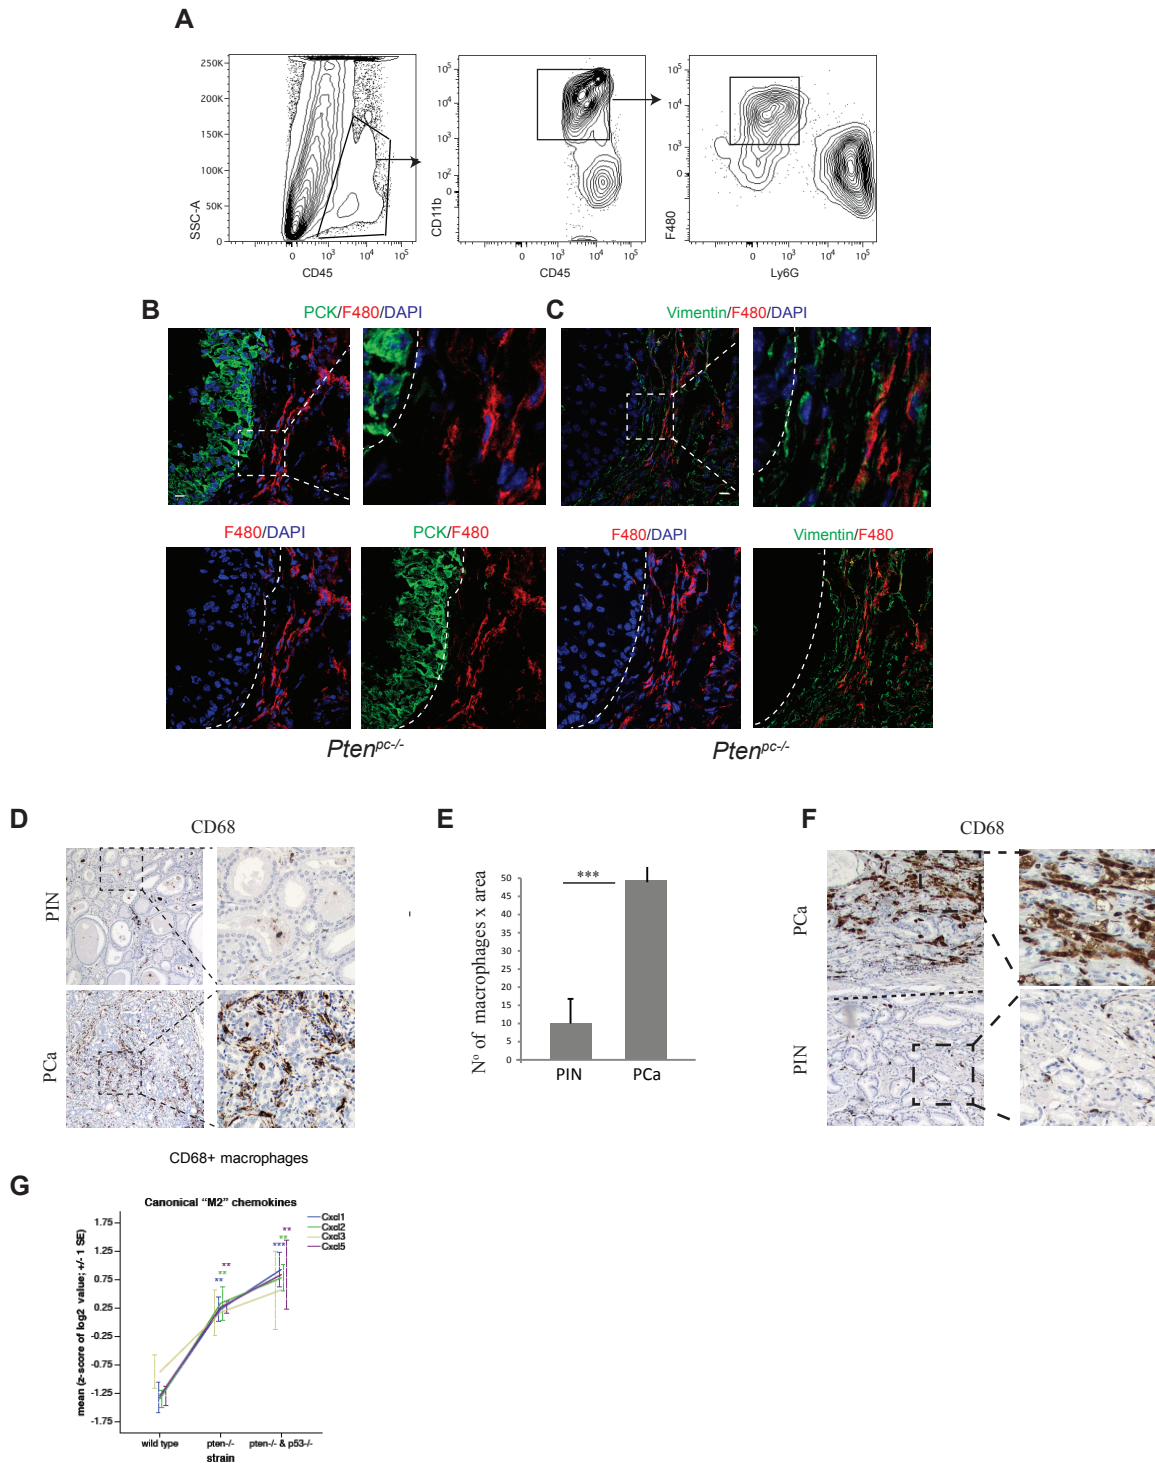 A
SSC-A
250K
200K
150K
100K
50K
0
0 10³ 10⁴ 10⁵
CD45
CD11b
10⁵
10⁴
10³
10²
0
0 10³ 10⁴ 10⁵
CD45
F480
10⁵
10⁴
10³
0
0 10³ 10⁴ 10⁵
Ly6G
B
PCK/F480/DAPI
C
Vimentin/F480/DAPI
F480/DAPI
PCK/F480
F480/DAPI
Vimentin/F480
Ptenᵖᶜ⁻/⁻
Ptenᵖᶜ⁻/⁻
D
CD68
PIN
PCa
CD68+ macrophages
E
Nº of macrophages x area
50
45
40
35
30
25
20
15
10
5
0
***
PIN
PCa
F
CD68
PCa
PIN
G
Canonical “M2” chemokines
mean (z-score of log2 value; +/- 1 SE)
1.75
1.25
0.75
0.25
-0.25
-0.75
-1.25
-1.75
**
**
**
**
**
***
Cxcl1
Cxcl2
Cxcl3
Cxcl5
wild type
pten-/-
pten-/- & p53-/-
strain